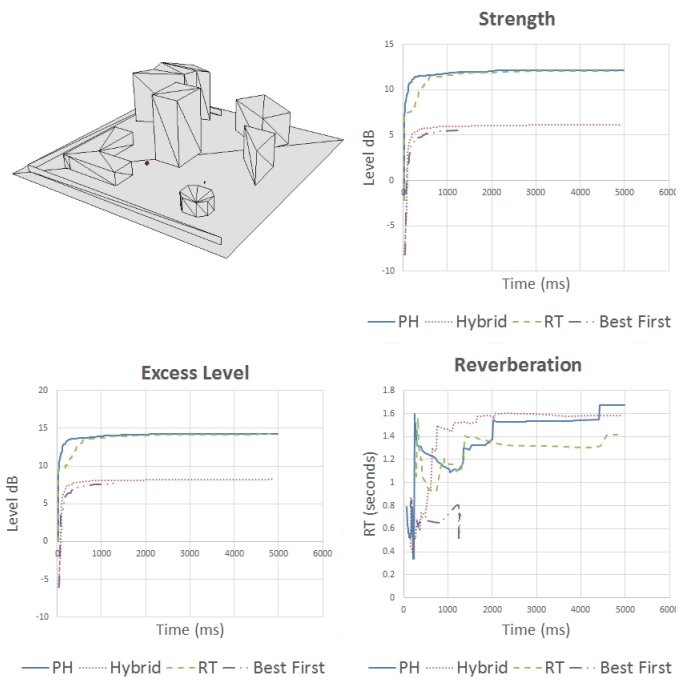 Strength
15
10
5
0
-5
-10
0 1000 2000 3000 4000 5000 600
Level dB
Time (ms)
PH Hybrid RT Best First
Excess Level
20
15
10
5
0
-5
-10
0 1000 2000 3000 4000 5000 6000
Level dB
Time (ms)
PH Hybrid RT Best First
Reverberation
1.8
1.6
1.4
1.2
1
0.8
0.6
0.4
0.2
0
0 1000 2000 3000 4000 5000 600
RT (seconds)
Time (ms)
PH Hybrid RT Best First